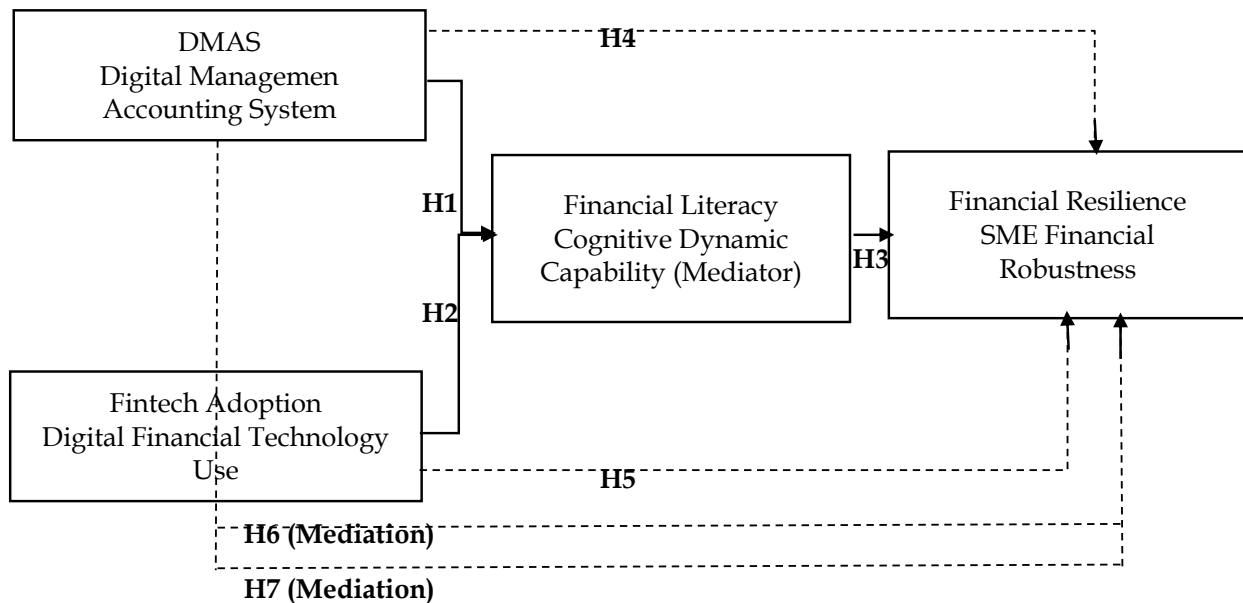 DMAS
Digital Managemen
Accounting System
H4
H1
Financial Literacy
Cognitive Dynamic
Capability (Mediator)
H3
Financial Resilience
SME Financial
Robustness
H2
Fintech Adoption
Digital Financial Technology
Use
H5
H6 (Mediation)
H7 (Mediation)